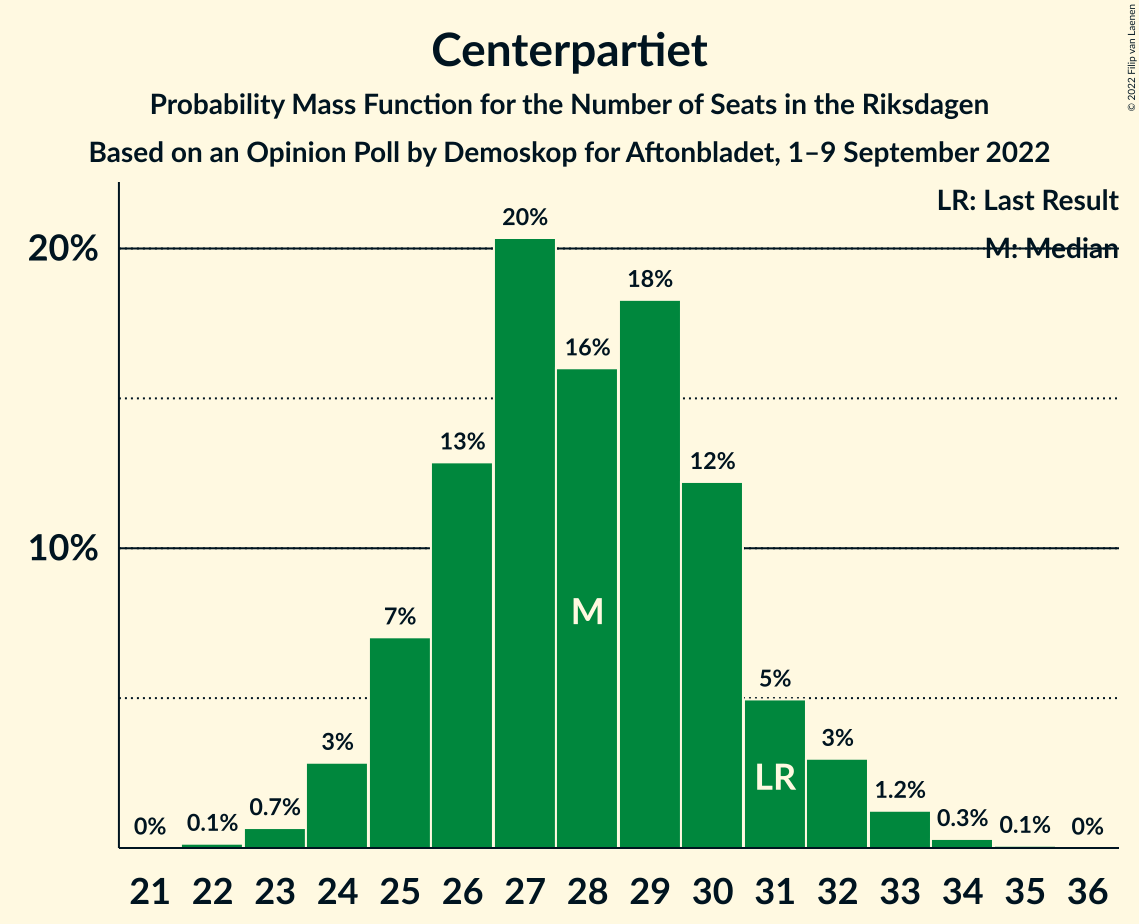 Centerpartiet
Probability Mass Function for the Number of Seats in the Riksdagen
Based on an Opinion Poll by Demoskop for Aftonbladet, 1–9 September 2022
© 2022 Filip van Laenen
LR: Last Result
M: Median
20%
10%
0%
0.1%
0.7%
3%
7%
13%
20%
16%
18%
12%
5%
3%
1.2%
0.3%
0.1%
0%
M
LR
21 22 23 24 25 26 27 28 29 30 31 32 33 34 35 36